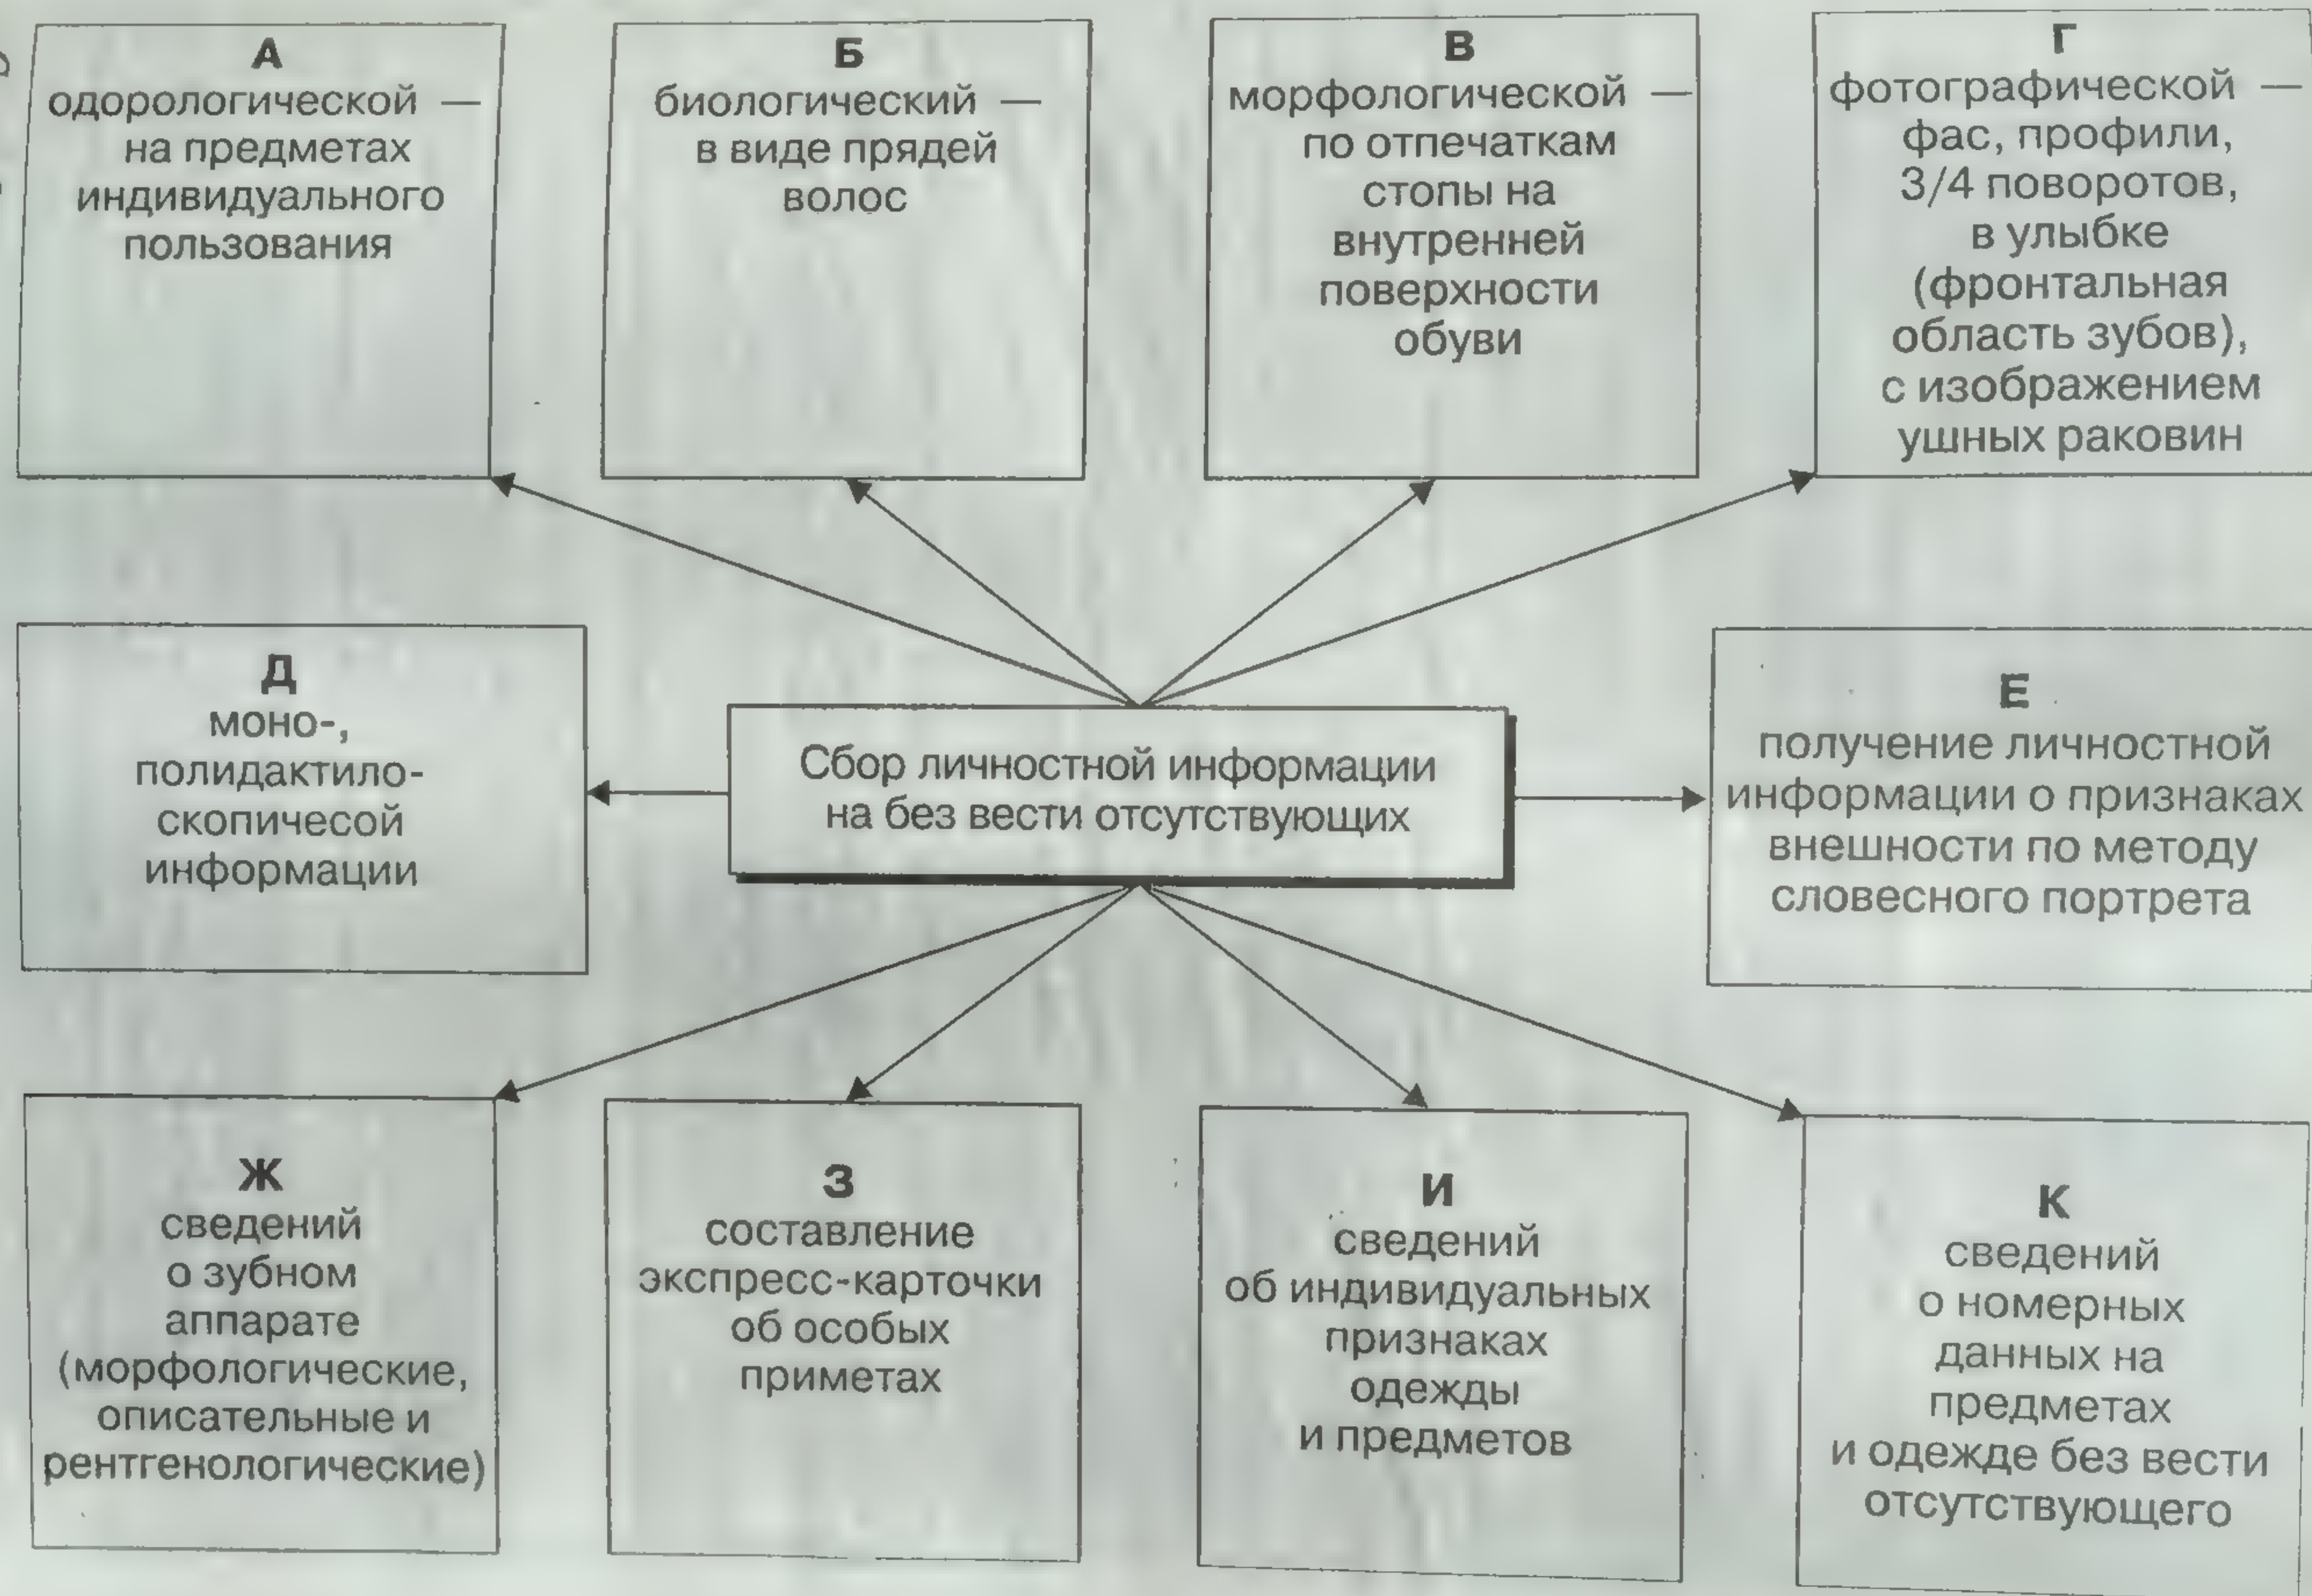 А
одорологической —
на предметах
индивидуального
пользования
Б
биологический —
в виде прядей
волос
В
морфологической —
по отпечаткам
стопы на
внутренней
поверхности
обуви
Г
фотографической —
фас, профили,
3/4 поворотов,
в улыбке
(фронтальная
область зубов),
с изображением
ушных раковин
Д
моно-,
полидактило-
скопичесой
информации
Сбор личностной информации
на без вести отсутствующих
Е
получение личностной
информации о признаках
внешности по методу
словесного портрета
Ж
сведений
о зубном
аппарате
(морфологические,
описательные и
рентгенологические)
З
составление
экспресс-карточки
об особых
приметах
И
сведений
об индивидуальных
признаках
одежды
и предметов
К
сведений
о номерных
данных на
предметах
и одежде без вести
отсутствующего